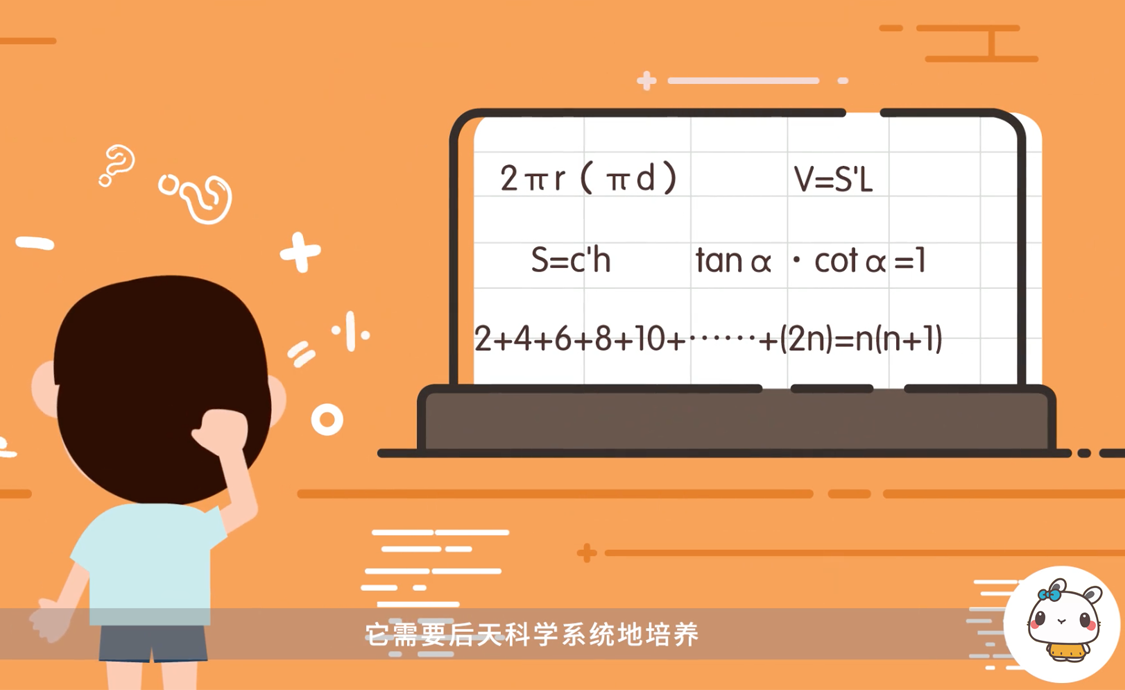 2πr(πd) V=S'L
S=c'h tanα·cotα=1
2+4+6+8+10+······+(2n)=n(n+1)
它需要后天科学系统地培养